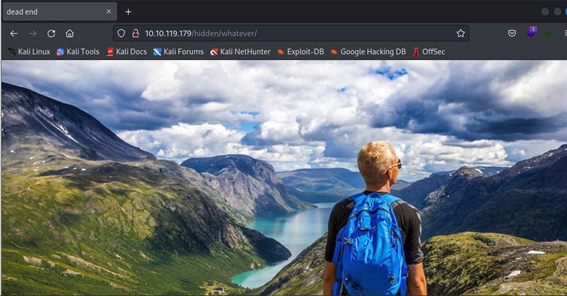 dead end
10.10.119.179/hidden/whatever/
Kali Linux Kali Tools Kali Docs Kali Forums Kali NetHunter Exploit-DB Google Hacking DB OffSec